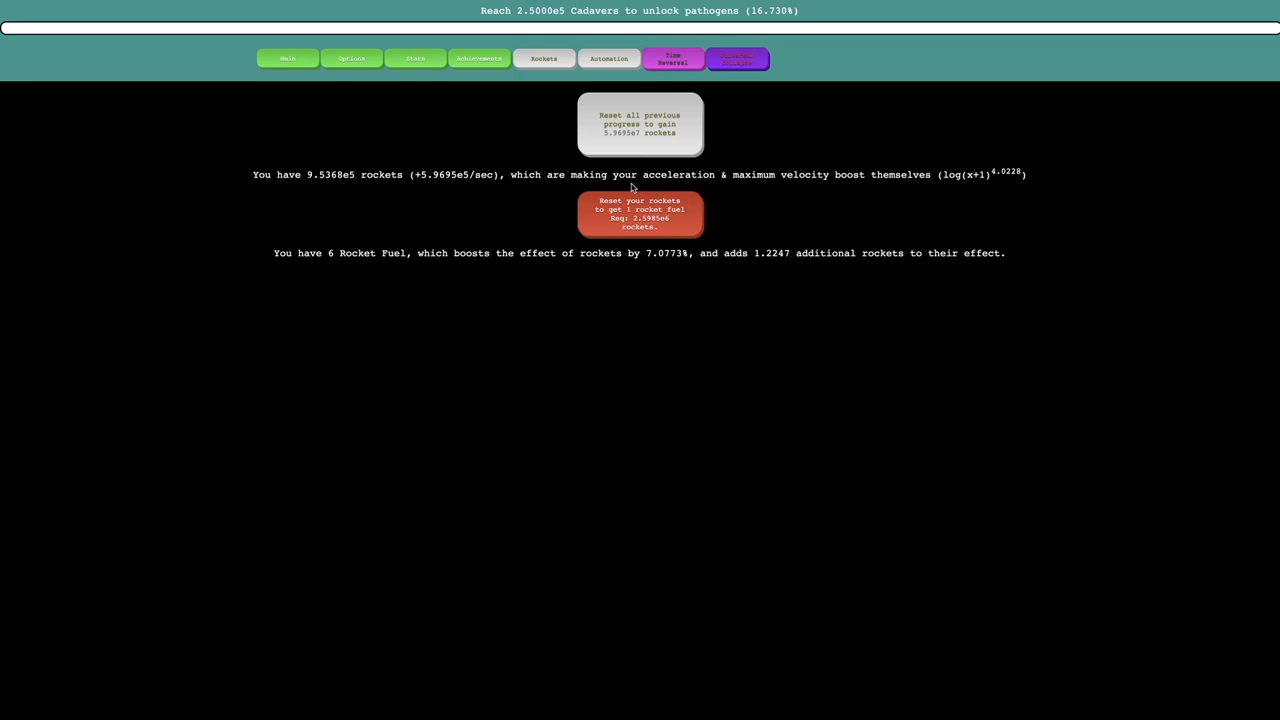 Reach 2.5000e5 Cadavers to unlock pathogens (16.730%)
Main
Options
Stats
Achievements
Rockets
Automation
Time
Reversal
Universal
Collapse
Reset all previous
progress to gain
5.9695e7 rockets
You have 9.5368e5 rockets (+5.9695e5/sec), which are making your acceleration & maximum velocity boost themselves (log(x+1)^4.0228)
Reset your rockets
to get 1 rocket fuel
Req: 2.5985e6
rockets.
You have 6 Rocket Fuel, which boosts the effect of rockets by 7.0773%, and adds 1.2247 additional rockets to their effect.